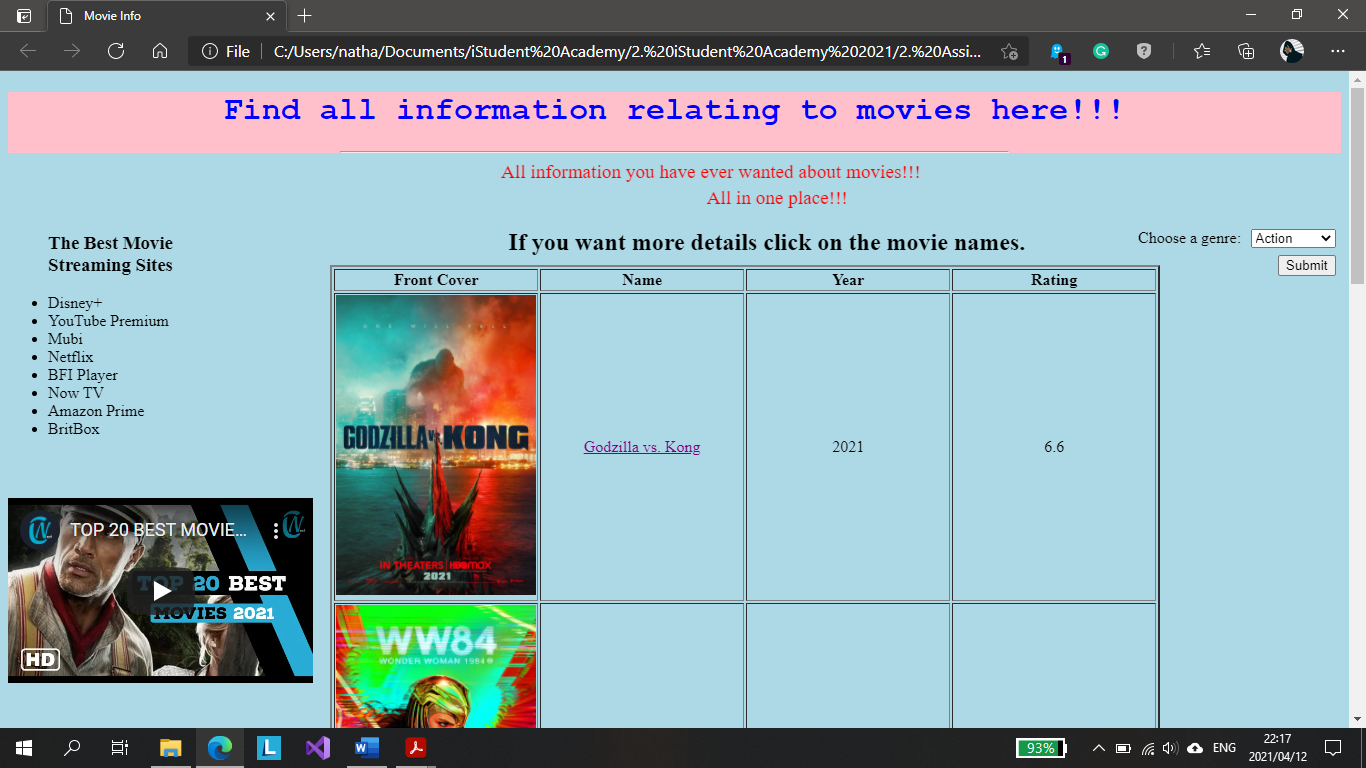 Movie Info
File
C:/Users/natha/Documents/iStudent%20Academy/2.%20iStudent%20Academy%202021/2.%20Assi...
1
Find all information relating to movies here!!!
All information you have ever wanted about movies!!!
All in one place!!!
The Best Movie
Streaming Sites
Disney+
YouTube Premium
Mubi
Netflix
BFI Player
Now TV
Amazon Prime
BritBox
TOP 20 BEST MOVIE...
TOP 20 BEST
MOVIES 2021
HD
If you want more details click on the movie names.
Choose a genre: Action
Submit
Front Cover Name Year Rating
ONE WILL FALL
GODZILLA vs. KONG
IN THEATERS HBOMAX
2021
Godzilla vs. Kong 2021 6.6
WW84
WONDER WOMAN 1984
93%
ENG
22:17
2021/04/12